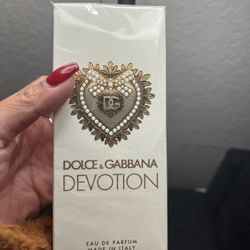 DG
DOLCE & GABBANA
DEVOTION
EAU DE PARFUM
MADE IN ITALY